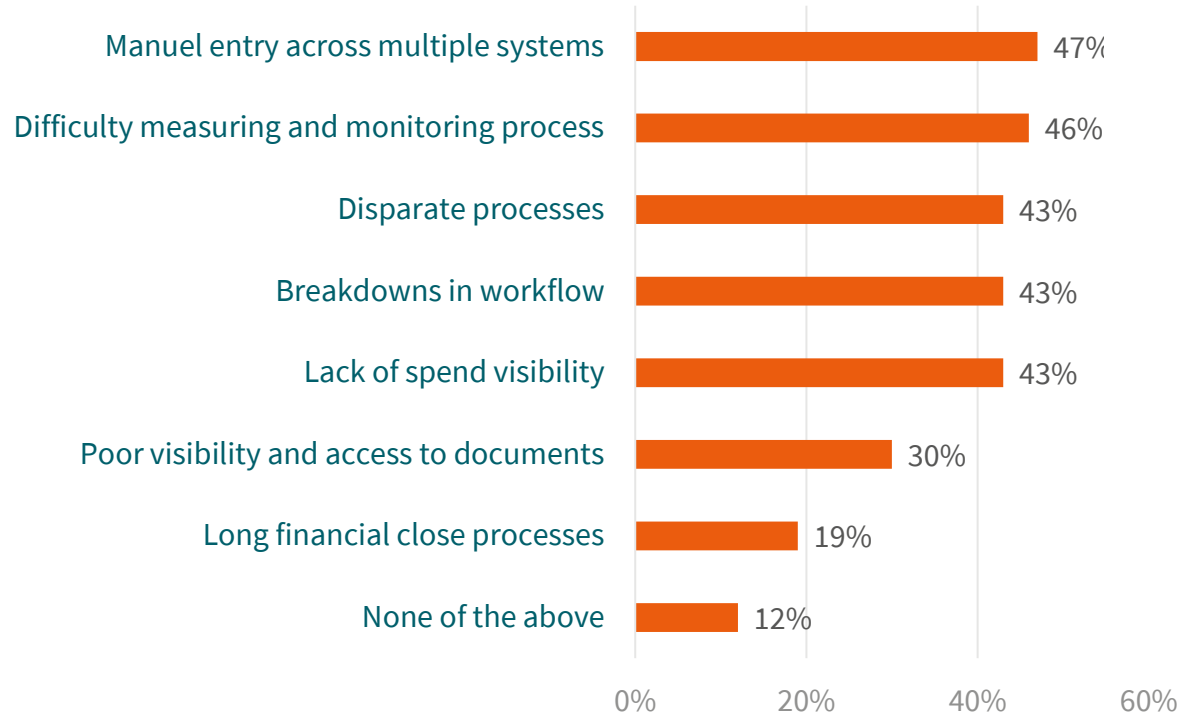 Manuel entry across multiple systems 47%
Difficulty measuring and monitoring process 46%
Disparate processes 43%
Breakdowns in workflow 43%
Lack of spend visibility 43%
Poor visibility and access to documents 30%
Long financial close processes 19%
None of the above 12%
0% 20% 40% 60%